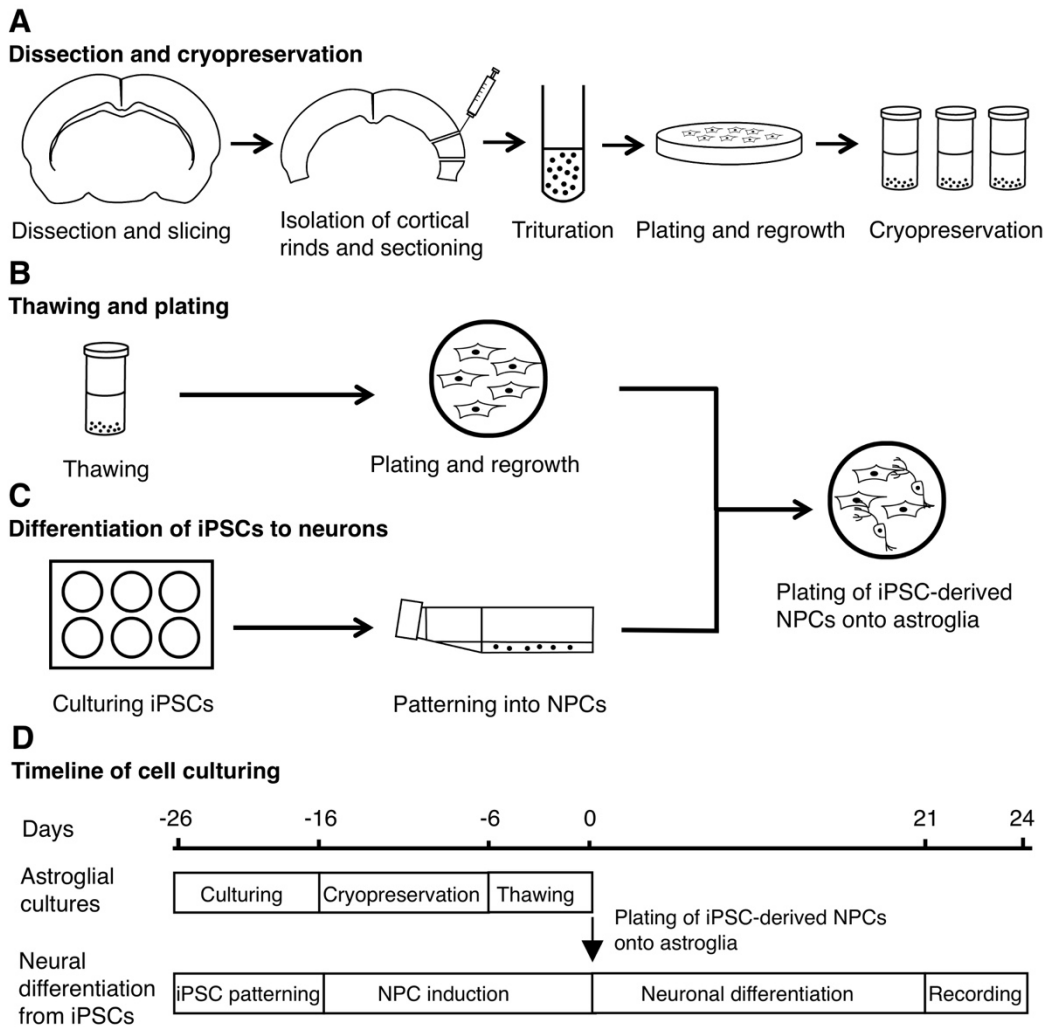 A
Dissection and cryopreservation
Dissection and slicing
Isolation of cortical
rinds and sectioning
Trituration
Plating and regrowth
Cryopreservation
B
Thawing and plating
Thawing
Plating and regrowth
C
Differentiation of iPSCs to neurons
Culturing iPSCs
Patterning into NPCs
Plating of iPSC-derived
NPCs onto astroglia
D
Timeline of cell culturing
Days
-26
-16
-6
0
21
24
Astroglial
cultures
Culturing
Cryopreservation
Thawing
Plating of iPSC-derived NPCs
onto astroglia
Neural
differentiation
from iPSCs
iPSC patterning
NPC induction
Neuronal differentiation
Recording